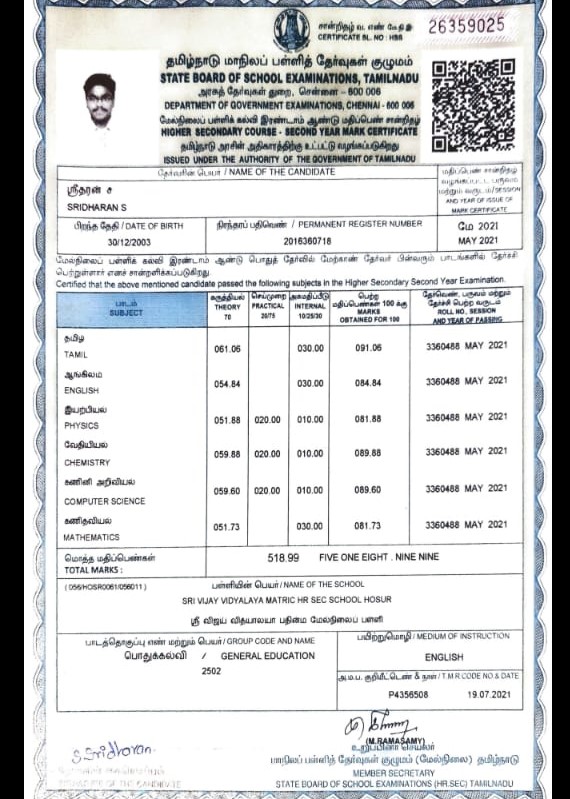 சான்றிதழ் வ. எண் மே.நி.இ
CERTIFICATE SL. NO : HSS
26359025
தமிழ்நாடு மாநிலப் பள்ளித் தேர்வுகள் குழுமம்
STATE BOARD OF SCHOOL EXAMINATIONS, TAMILNADU
அரசுத் தேர்வுகள் துறை, சென்னை - 600 006
DEPARTMENT OF GOVERNMENT EXAMINATIONS, CHENNAI - 600 006
மேல்நிலைப் பள்ளிக் கல்வி இரண்டாம் ஆண்டு மதிப்பெண் சான்றிதழ்
HIGHER SECONDARY COURSE - SECOND YEAR MARK CERTIFICATE
தமிழ்நாடு அரசின் அதிகாரத்திற்கு உட்பட்டு வழங்கப்படுகிறது
ISSUED UNDER THE AUTHORITY OF THE GOVERNMENT OF TAMILNADU
தேர்வரின் பெயர் / NAME OF THE CANDIDATE
மதிப்பெண் சான்றிதழ் வழங்கப்பட்ட பருவம் மற்றும் வருடம்/SESSION AND YEAR OF ISSUE OF MARK CERTIFICATE
ஸ்ரீதரன் ச
SRIDHARAN S
பிறந்த தேதி / DATE OF BIRTH நிரந்தரப் பதிவெண் / PERMANENT REGISTER NUMBER மே 2021
30/12/2003 2016360718 MAY 2021
மேல்நிலைப் பள்ளிக் கல்வி இரண்டாம் ஆண்டு பொதுத் தேர்வில் மேற்காண் தேர்வர் பின்வரும் பாடங்களில் தேர்ச்சி
பெற்றுள்ளார் எனச் சான்றளிக்கப்படுகிறது.
Certified that the above mentioned candidate passed the following subjects in the Higher Secondary Second Year Examination.
பாடம் SUBJECT
கருத்தியல் THEORY 70
செய்முறை PRACTICAL 20/75
அகமதிப்பீடு INTERNAL 10/25/30
பெற்ற மதிப்பெண்கள் 100 க்கு MARKS OBTAINED FOR 100
தேர்வெண், பருவம் மற்றும் தேர்ச்சி பெற்ற வருடம் ROLL NO, SESSION AND YEAR OF PASSING
தமிழ்
TAMIL 061.06 030.00 091.06 3360488 MAY 2021
ஆங்கிலம்
ENGLISH 054.84 030.00 084.84 3360488 MAY 2021
இயற்பியல்
PHYSICS 051.88 020.00 010.00 081.88 3360488 MAY 2021
வேதியியல்
CHEMISTRY 059.88 020.00 010.00 089.88 3360488 MAY 2021
கணினி அறிவியல்
COMPUTER SCIENCE 059.60 020.00 010.00 089.60 3360488 MAY 2021
கணிதவியல்
MATHEMATICS 051.73 030.00 081.73 3360488 MAY 2021
மொத்த மதிப்பெண்கள்
TOTAL MARKS : 518.99 FIVE ONE EIGHT . NINE NINE
( 056/HOSR0061/056011 ) பள்ளியின் பெயர் / NAME OF THE SCHOOL
SRI VIJAY VIDYALAYA MATRIC HR SEC SCHOOL HOSUR
ஸ்ரீ விஜய் வித்யாலயா பதின்ம மேல்நிலைப் பள்ளி
பாடத்தொகுப்பு எண் மற்றும் பெயர் / GROUP CODE AND NAME
பொதுக்கல்வி / GENERAL EDUCATION
2502
பயிற்றுமொழி / MEDIUM OF INSTRUCTION
ENGLISH
அ.ம.ப. குறியீட்டெண் & நாள் / T.M.R CODE NO. & DATE
P4356508 19.07.2021
S.Sridharan
SIGNATURE OF THE CANDIDATE
(M.RAMASAMY)
உறுப்பினர் செயலர்
மாநிலப் பள்ளித் தேர்வுகள் குழுமம் (மேல்நிலை) தமிழ்நாடு
MEMBER SECRETARY
STATE BOARD OF SCHOOL EXAMINATIONS (HR.SEC) TAMILNADU